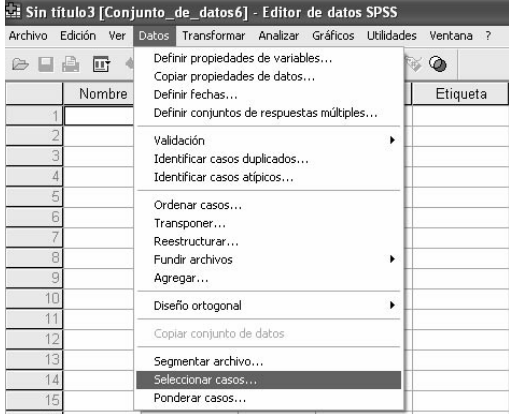 Sin título3 [Conjunto_de_datos6] - Editor de datos SPSS
Archivo Edición Ver Datos Transformar Analizar Gráficos Utilidades Ventana ?
Definir propiedades de variables...
Copiar propiedades de datos...
Nombre Definir fechas... Etiqueta
1 Definir conjuntos de respuestas múltiples...
2 Validación
3 Identificar casos duplicados...
4 Identificar casos atípicos...
5 Ordenar casos...
6 Transponer...
7 Reestructurar...
8 Fundir archivos
9 Agregar...
10 Diseño ortogonal
11
12 Copiar conjunto de datos
13 Segmentar archivo...
14 Seleccionar casos...
15 Ponderar casos...